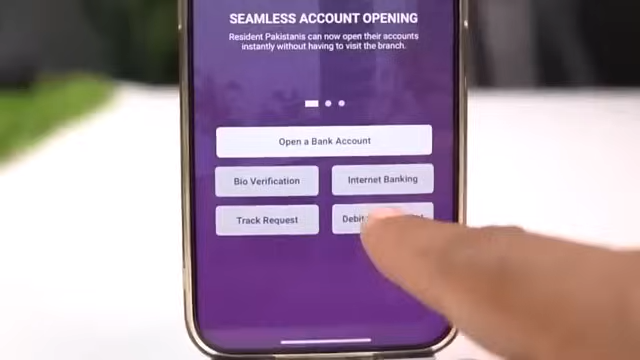 SEAMLESS ACCOUNT OPENING
Resident Pakistanis can now open their accounts
instantly without having to visit the branch.
Open a Bank Account
Bio Verification
Internet Banking
Track Request
Debit